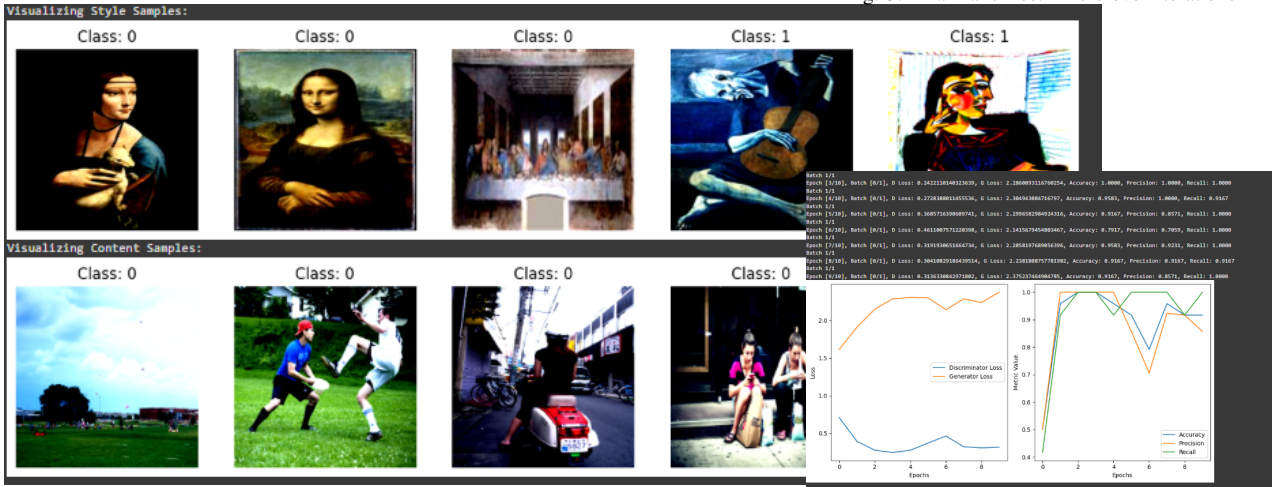 Visualizing Style Samples:
Class: 0
Class: 0
Class: 0
Class: 1
Class: 1
Visualizing Content Samples:
Class: 0
Class: 0
Class: 0
Class: 0
Batch 1/1
Epoch [3/10], Batch [0/1], D Loss: 0.2422118140323639, G Loss: 2.2860093116760254, Accuracy: 1.0000, Precision: 1.0000, Recall: 1.0000
Batch 1/1
Epoch [4/10], Batch [0/1], D Loss: 0.2728388011455536, G Loss: 2.304943084716797, Accuracy: 0.9583, Precision: 1.0000, Recall: 0.9167
Batch 1/1
Epoch [5/10], Batch [0/1], D Loss: 0.3685716390609741, G Loss: 2.2996582984924316, Accuracy: 0.9167, Precision: 0.8571, Recall: 1.0000
Batch 1/1
Epoch [6/10], Batch [0/1], D Loss: 0.4611007571220398, G Loss: 2.1415679454803467, Accuracy: 0.7917, Precision: 0.7059, Recall: 1.0000
Batch 1/1
Epoch [7/10], Batch [0/1], D Loss: 0.3191930651664734, G Loss: 2.2858197689056396, Accuracy: 0.9583, Precision: 0.9231, Recall: 1.0000
Batch 1/1
Epoch [8/10], Batch [0/1], D Loss: 0.30410829186439514, G Loss: 2.2381808757781982, Accuracy: 0.9167, Precision: 0.9167, Recall: 0.9167
Batch 1/1
Epoch [9/10], Batch [0/1], D Loss: 0.3136330842971802, G Loss: 2.375237464904785, Accuracy: 0.9167, Precision: 0.8571, Recall: 1.0000
Loss
2.0
1.5
1.0
0.5
0 2 4 6 8
Epochs
Discriminator Loss
Generator Loss
Metric Value
1.0
0.9
0.8
0.7
0.6
0.5
0.4
0 2 4 6 8
Epochs
Accuracy
Precision
Recall